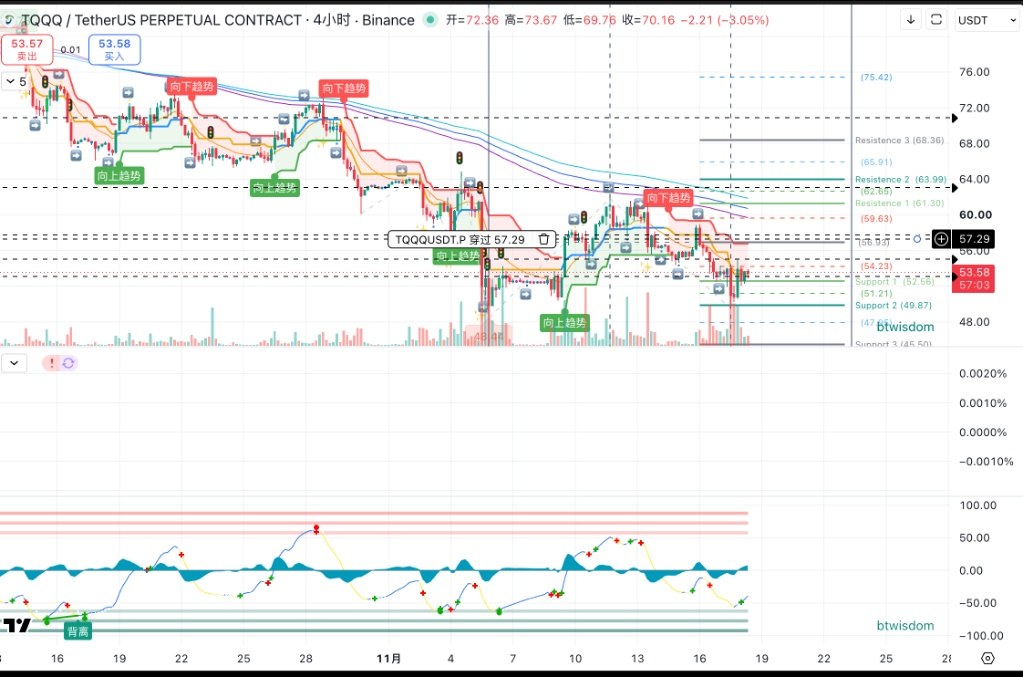 TQQQ / TetherUS PERPETUAL CONTRACT · 4小时 · Binance 开=72.36 高=73.67 低=69.76 收=70.16 −2.21 (−3.05%)
USDT
53.57
卖出
0.01
53.58
买入
5
向下趋势
向下趋势
向上趋势
向上趋势
向下趋势
向上趋势
向上趋势
TQQQUSDT.P 穿过 57.29
(75.42)
Resistence 3 (68.36)
(65.91)
Resistence 2 (63.99)
(62.65)
Resistence 1 (61.30)
(59.63)
(56.93)
(54.23)
Support 1 (52.56)
(51.21)
Support 2 (49.87)
btwisdom
Support 3 (45.50)
76.00
72.00
68.00
64.00
60.00
57.29
56.00
53.58
57:03
48.00
0.0020%
0.0010%
0.0000%
−0.0010%
100.00
50.00
0.00
−50.00
−100.00
背离
btwisdom
16
19
22
25
28
11月
4
7
10
13
16
19
22
25